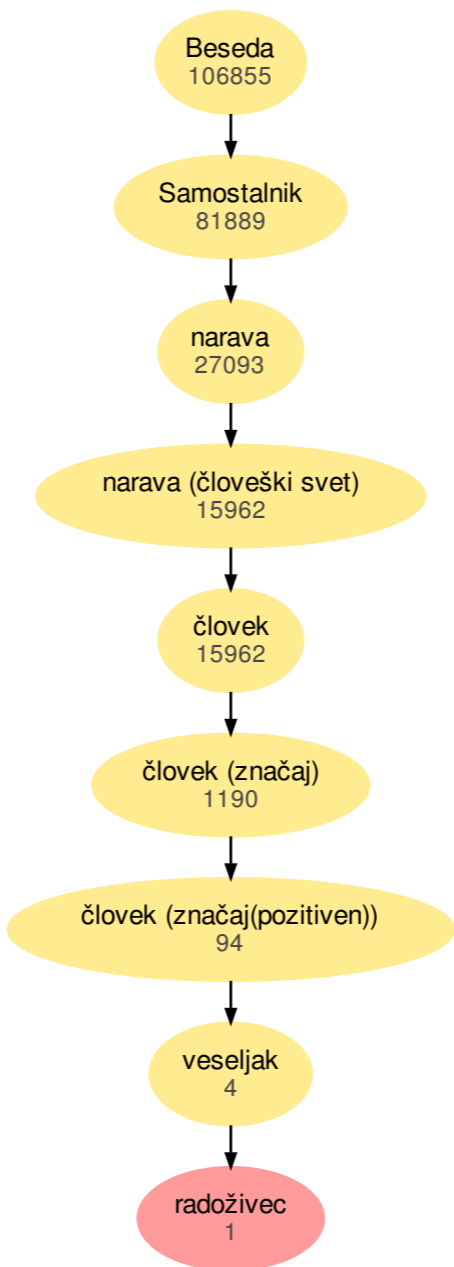 Beseda
106855
Samostalnik
81889
narava
27093
narava (človeški svet)
15962
človek
15962
človek (značaj)
1190
človek (značaj(pozitiven))
94
veseljak
4
radoživec
1